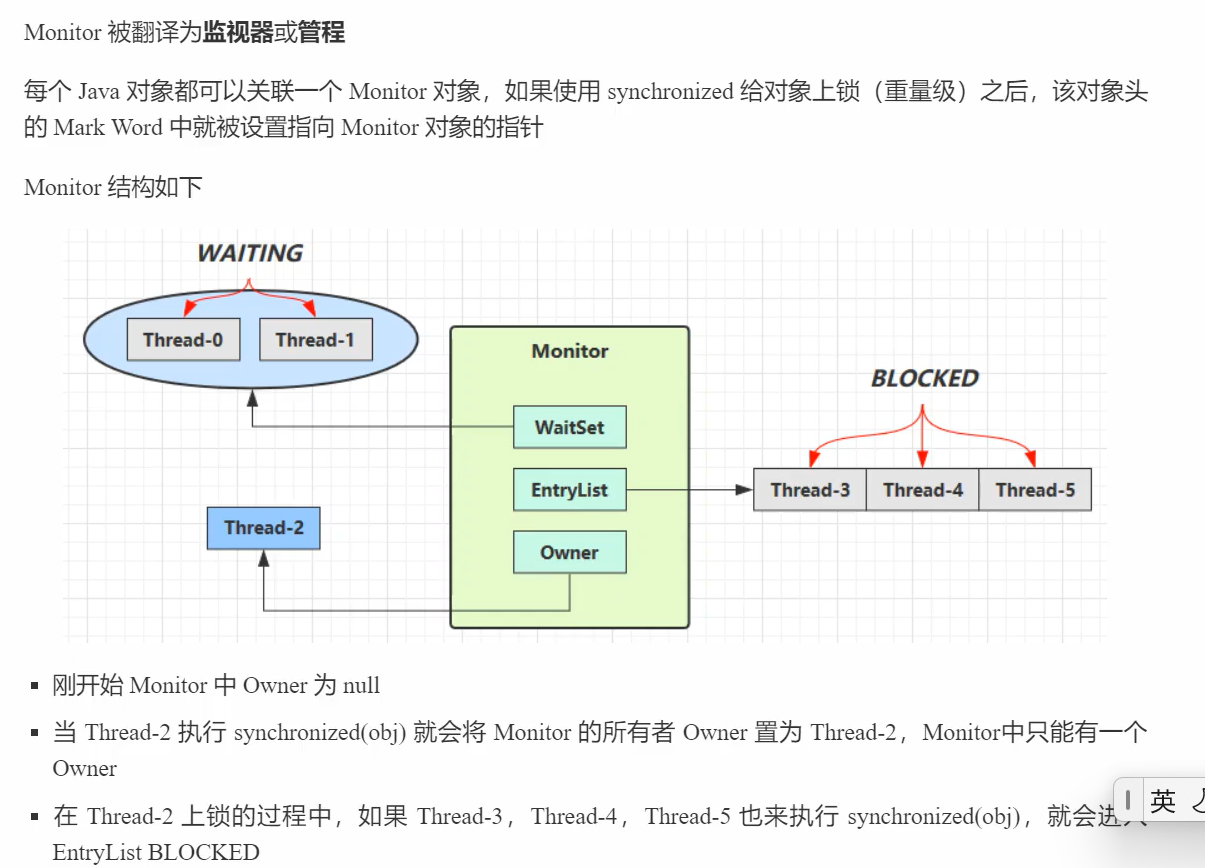 Monitor 被翻译为监视器或管程
每个 Java 对象都可以关联一个 Monitor 对象，如果使用 synchronized 给对象上锁（重量级）之后，该对象头
的 Mark Word 中就被设置指向 Monitor 对象的指针
Monitor 结构如下
WAITING
Thread-0 Thread-1
Monitor
BLOCKED
WaitSet
EntryList
Thread-3 Thread-4 Thread-5
Thread-2
Owner
刚开始 Monitor 中 Owner 为 null
当 Thread-2 执行 synchronized(obj) 就会将 Monitor 的所有者 Owner 置为 Thread-2，Monitor中只能有一个
Owner
在 Thread-2 上锁的过程中，如果 Thread-3，Thread-4，Thread-5 也来执行 synchronized(obj)，就会进入
EntryList BLOCKED
英